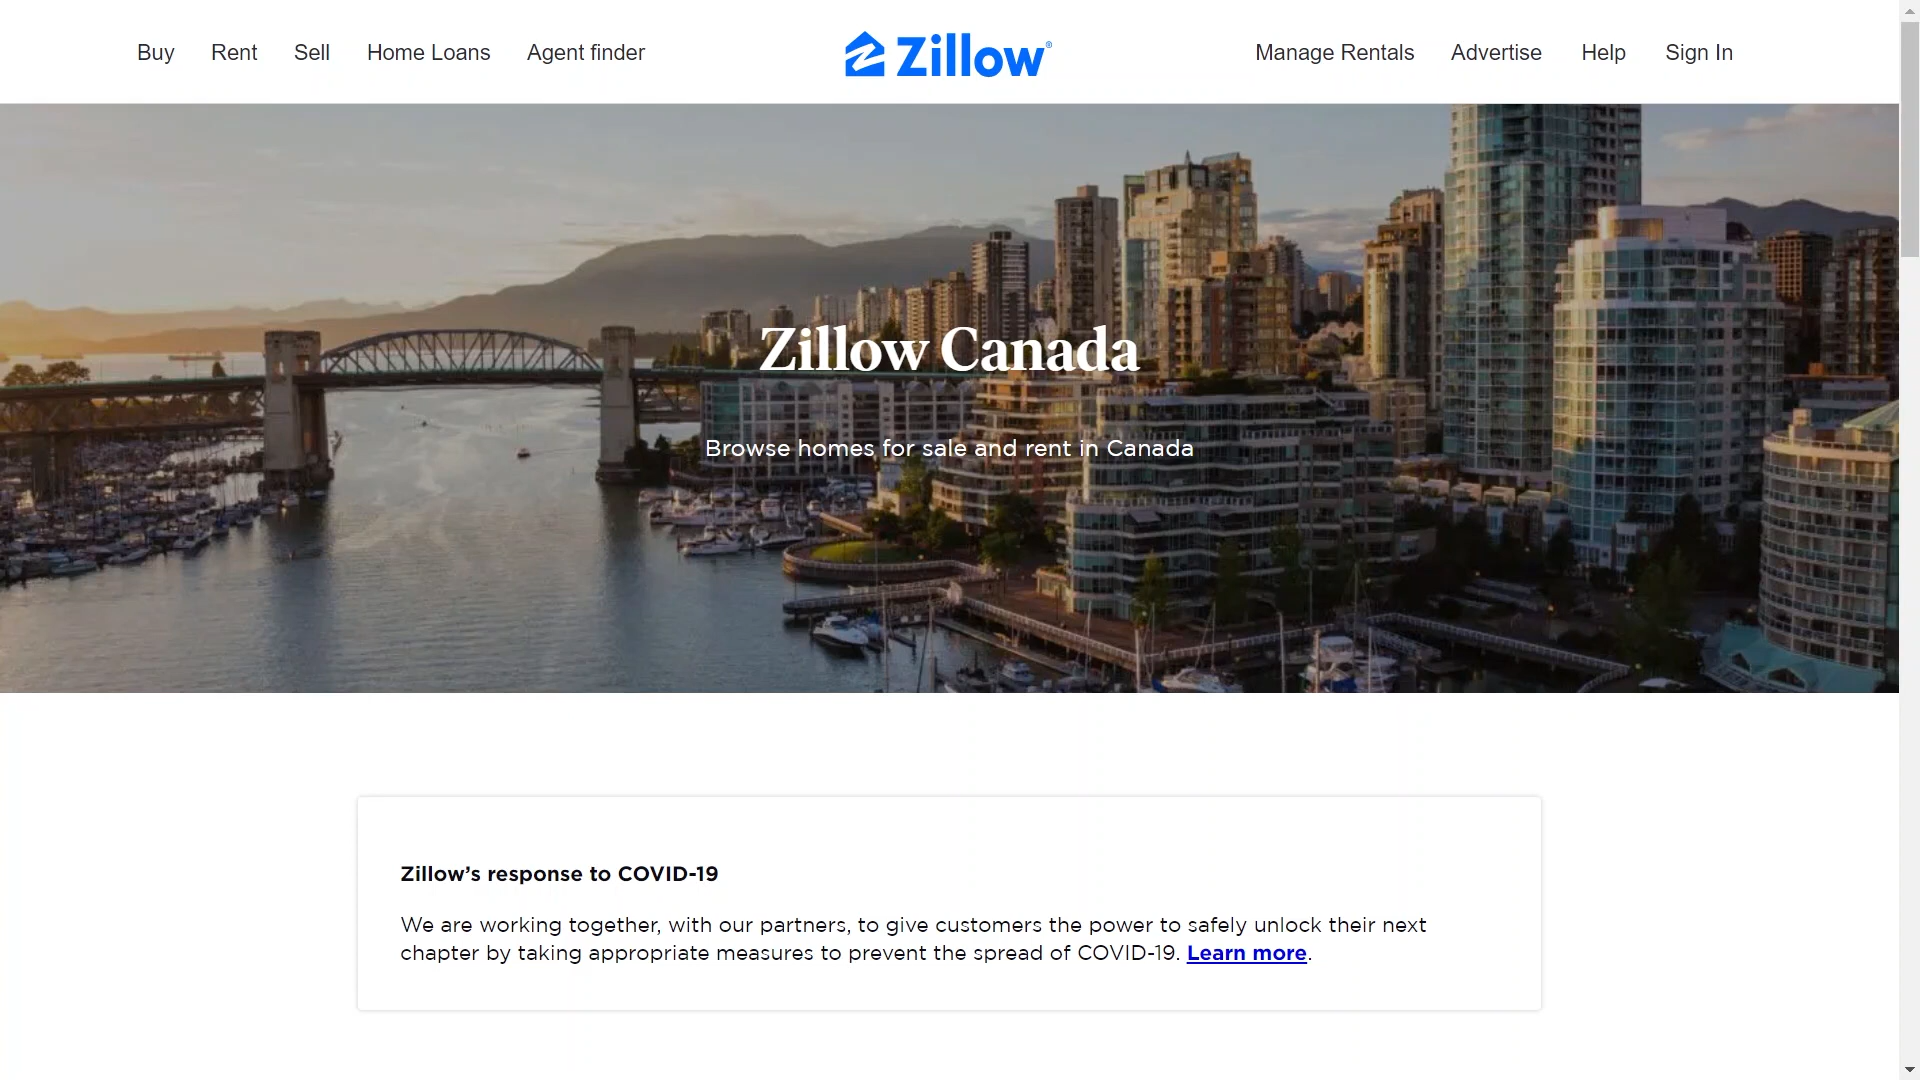 Buy Rent Sell Home Loans Agent finder Zillow® Manage Rentals Advertise Help Sign In
Zillow Canada
Browse homes for sale and rent in Canada
Zillow’s response to COVID-19
We are working together, with our partners, to give customers the power to safely unlock their next
chapter by taking appropriate measures to prevent the spread of COVID-19. Learn more.